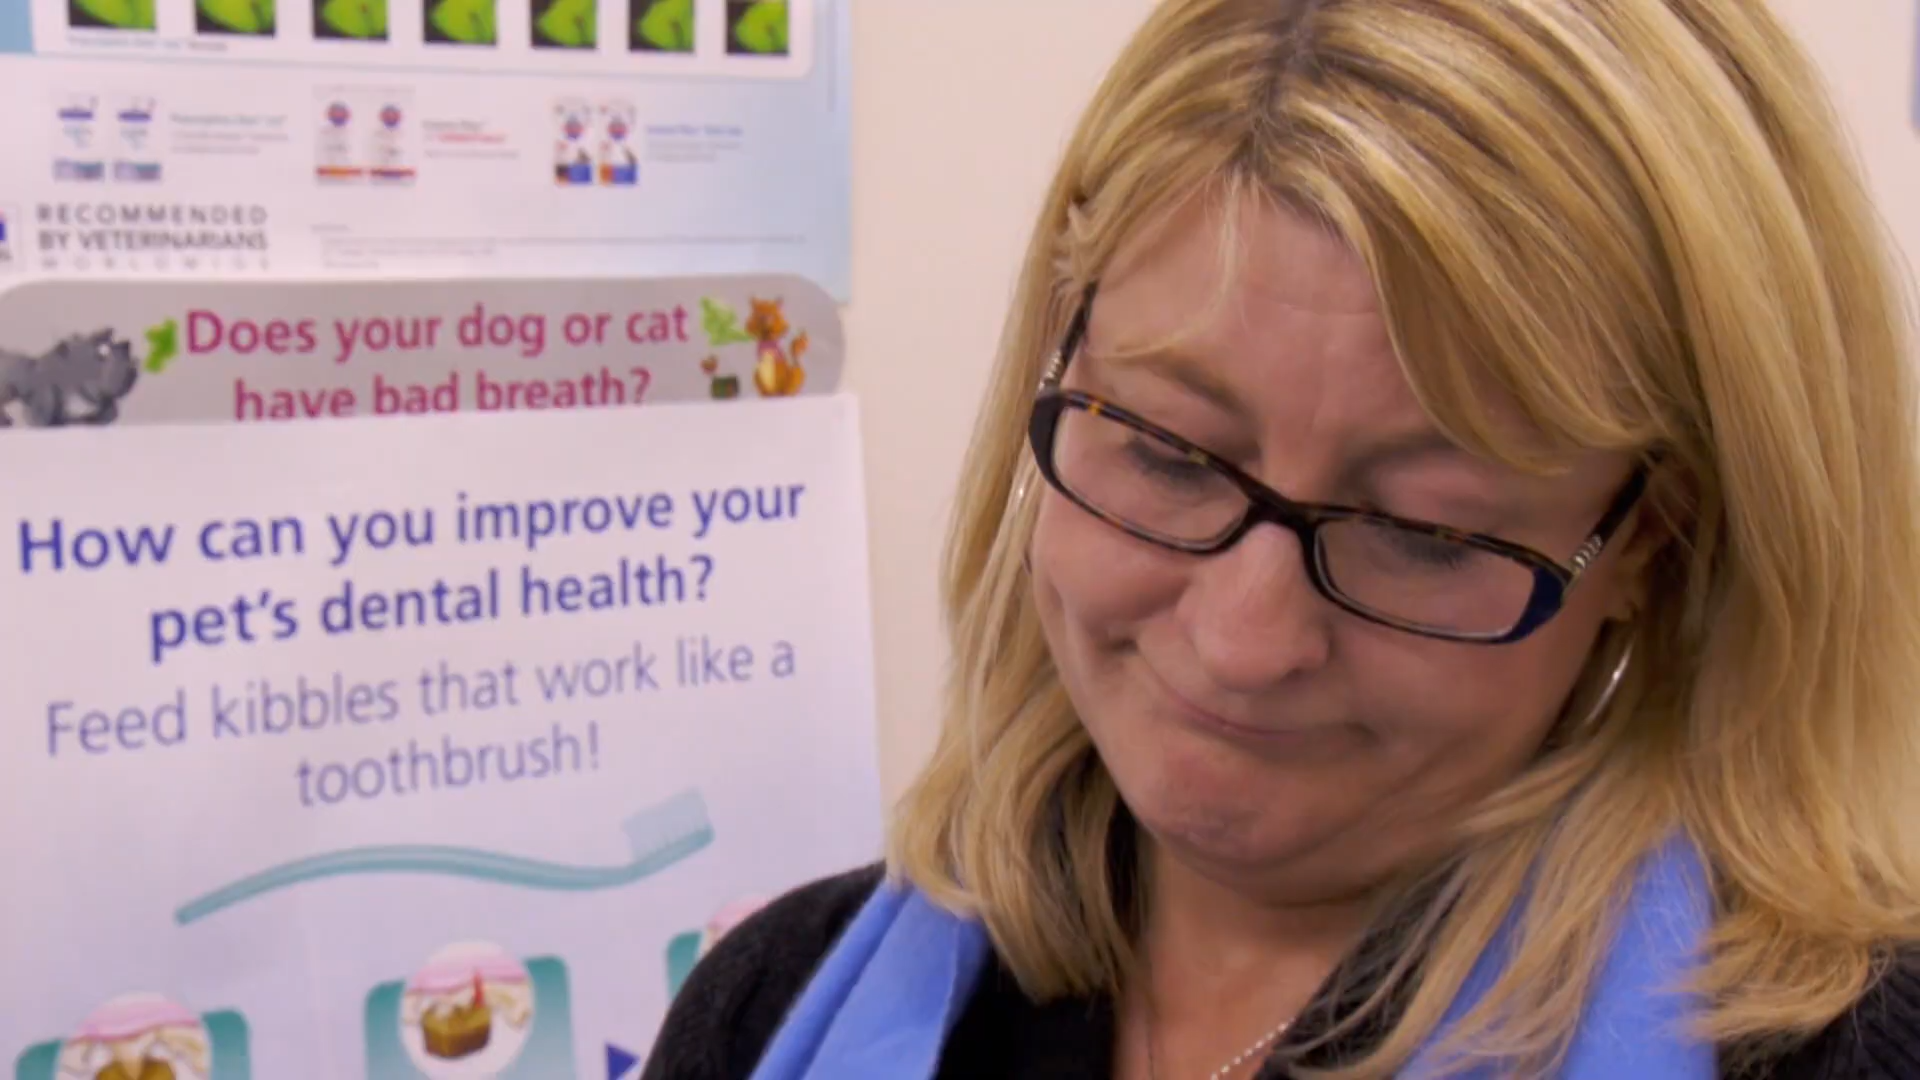 RECOMMENDED
BY VETERINARIANS
WORLDWIDE
Does your dog or cat
have bad breath?
How can you improve your
pet's dental health?
Feed kibbles that work like a
toothbrush!